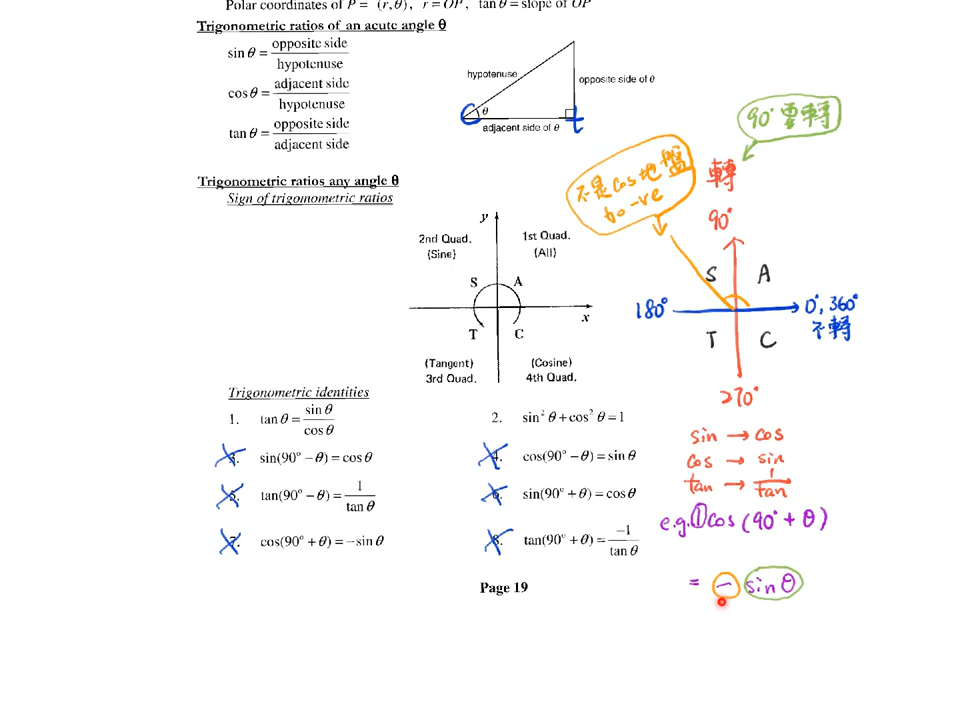 Polar coordinates of P = (r, θ), r = OP, tan θ = slope of OP
Trigonometric ratios of an acute angle θ
sin θ = opposite side / hypotenuse
cos θ = adjacent side / hypotenuse
tan θ = opposite side / adjacent side
hypotenuse
opposite side of θ
θ
adjacent side of θ
c
t
90° 要轉
轉
不是cos地盤
so -ve
90°
S
A
180°
0°, 360°
不轉
T
C
270°
Trigonometric ratios any angle θ
Sign of trigonometric ratios
y
2nd Quad.
(Sine)
1st Quad.
(All)
S
A
x
T
C
(Tangent)
3rd Quad.
(Cosine)
4th Quad.
Trigonometric identities
1. tan θ = sin θ / cos θ
2. sin² θ + cos² θ = 1
3. sin(90° − θ) = cos θ
4. cos(90° − θ) = sin θ
5. tan(90° − θ) = 1 / tan θ
6. sin(90° + θ) = cos θ
7. cos(90° + θ) = −sin θ
8. tan(90° + θ) = −1 / tan θ
sin → cos
cos → sin
tan → 1 / tan
e.g.① cos (90° + θ)
= − sin θ
Page 19